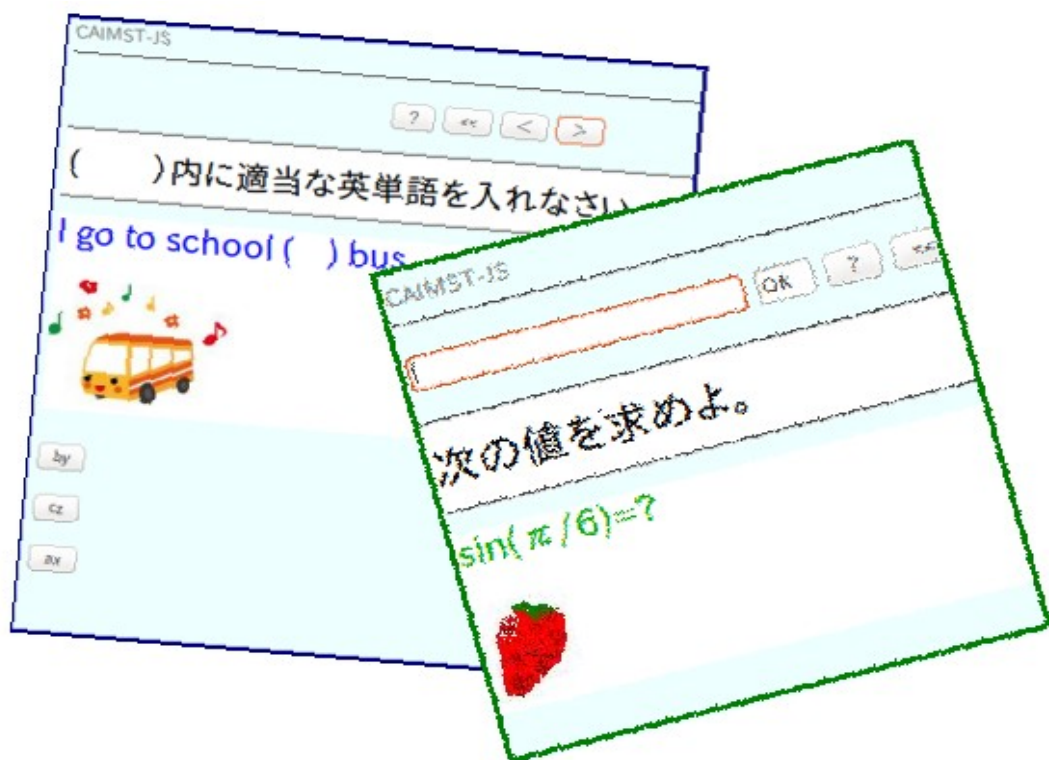 CAIMST-JS
? << < >
(　　)内に適当な英単語を入れなさい
I go to school (　) bus
by
cz
ax
CAIMST-JS
OK ? <<
次の値を求めよ。
sin(π/6)=?